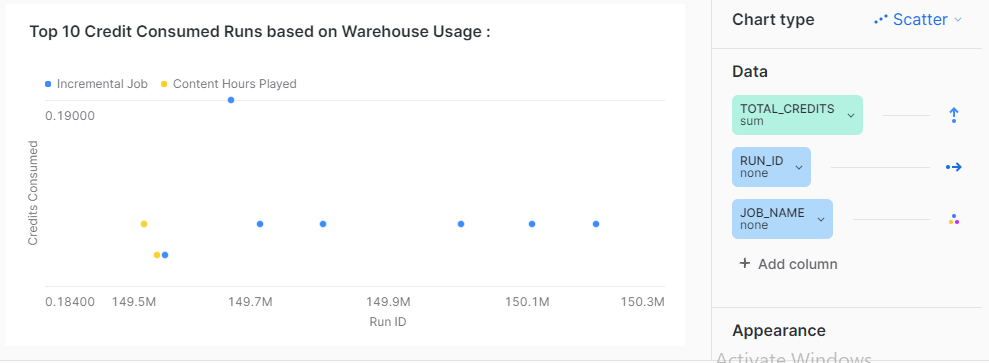 Top 10 Credit Consumed Runs based on Warehouse Usage :
Incremental Job
Content Hours Played
0.19000
Credits Consumed
0.18400
149.5M
149.7M
149.9M
150.1M
150.3M
Run ID
Chart type
Scatter
Data
TOTAL_CREDITS
sum
RUN_ID
none
JOB_NAME
none
+ Add column
Appearance
Activate Windows